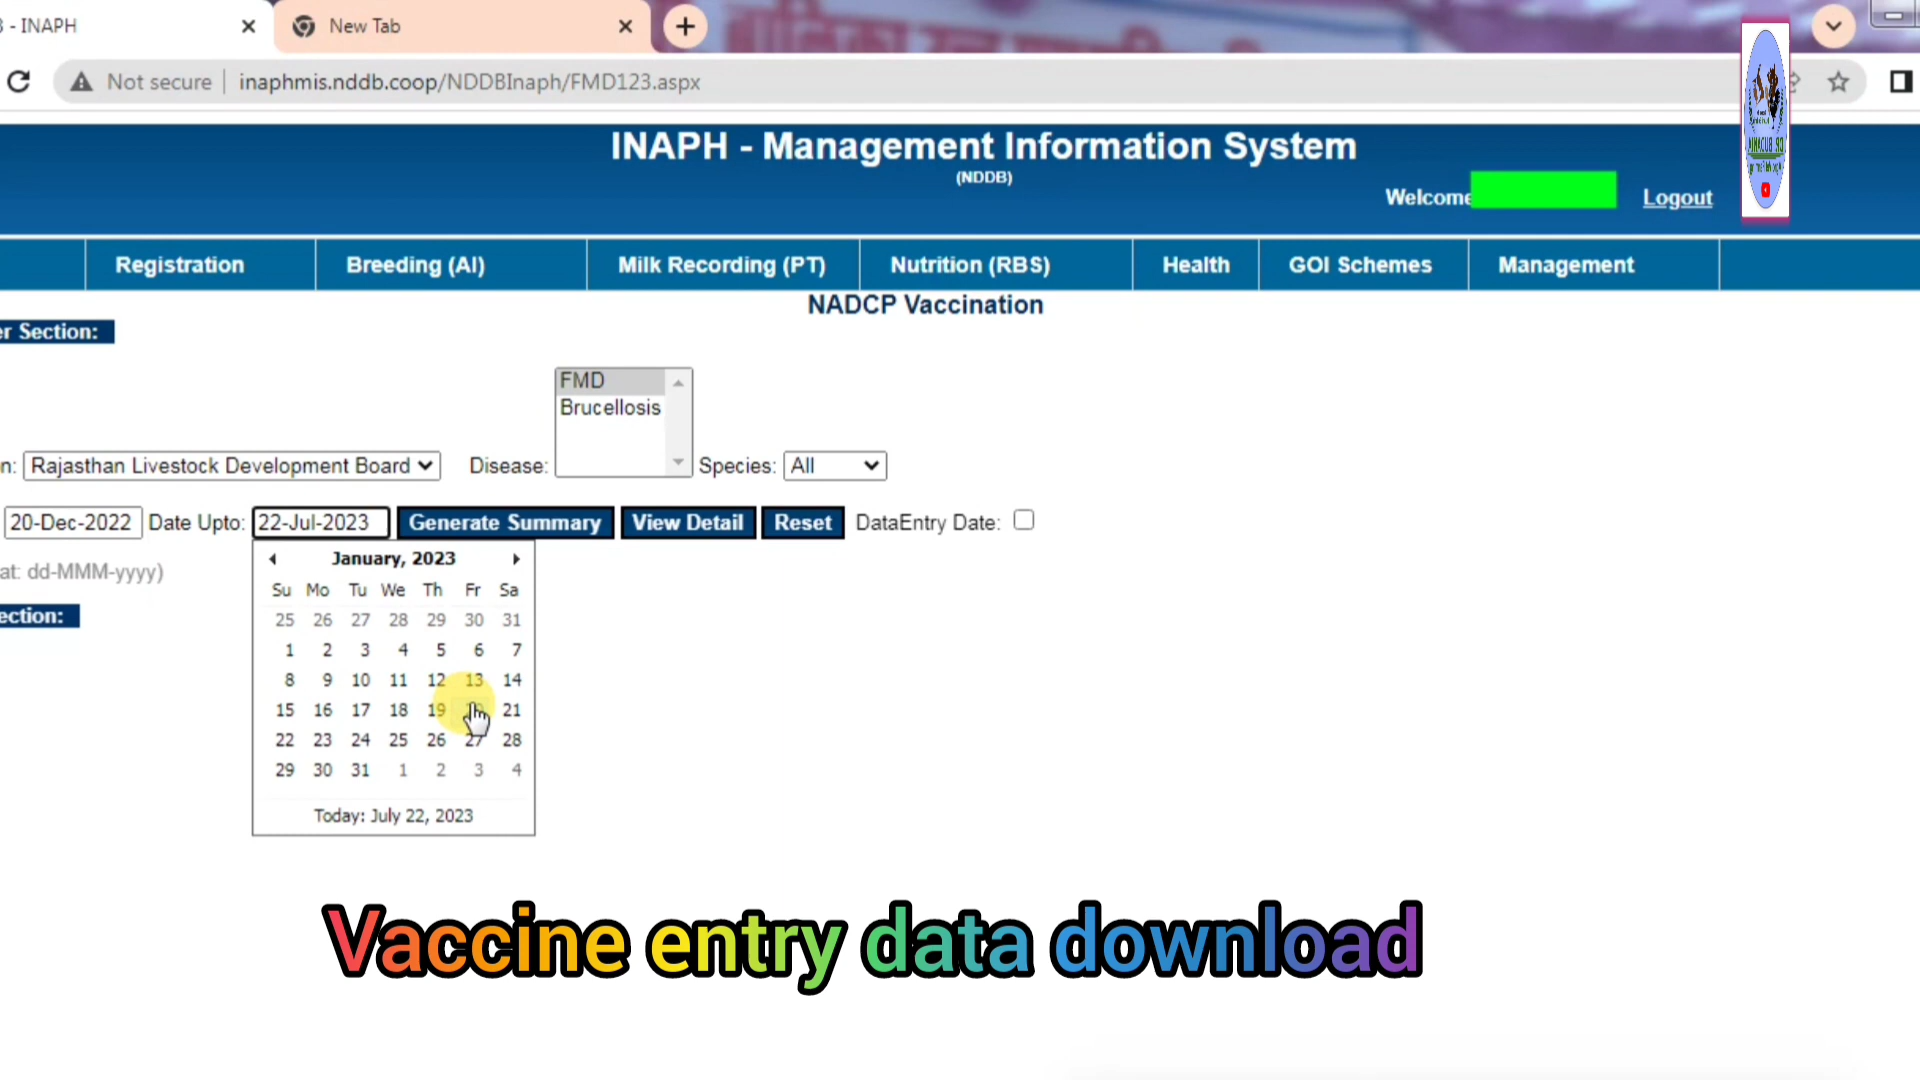 3 - INAPH
New Tab
Not secure inaphmis.nddb.coop/NDDBInaph/FMD123.aspx
INAPH - Management Information System
(NDDB)
Welcome Logout
Registration Breeding (AI) Milk Recording (PT) Nutrition (RBS) Health GOI Schemes Management
NADCP Vaccination
er Section:
FMD
Brucellosis
n: Rajasthan Livestock Development Board Disease: Species: All
20-Dec-2022 Date Upto: 22-Jul-2023 Generate Summary View Detail Reset DataEntry Date:
at: dd-MMM-yyyy)
January, 2023
Su Mo Tu We Th Fr Sa
ection:
25 26 27 28 29 30 31
1 2 3 4 5 6 7
8 9 10 11 12 13 14
15 16 17 18 19 21
22 23 24 25 26 27 28
29 30 31 1 2 3 4
Today: July 22, 2023
Vaccine entry data download